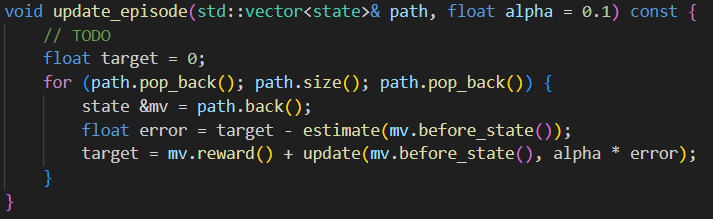 void update_episode(std::vector<state>& path, float alpha = 0.1) const {
    // TODO
    float target = 0;
    for (path.pop_back(); path.size(); path.pop_back()) {
        state &mv = path.back();
        float error = target - estimate(mv.before_state());
        target = mv.reward() + update(mv.before_state(), alpha * error);
    }
}